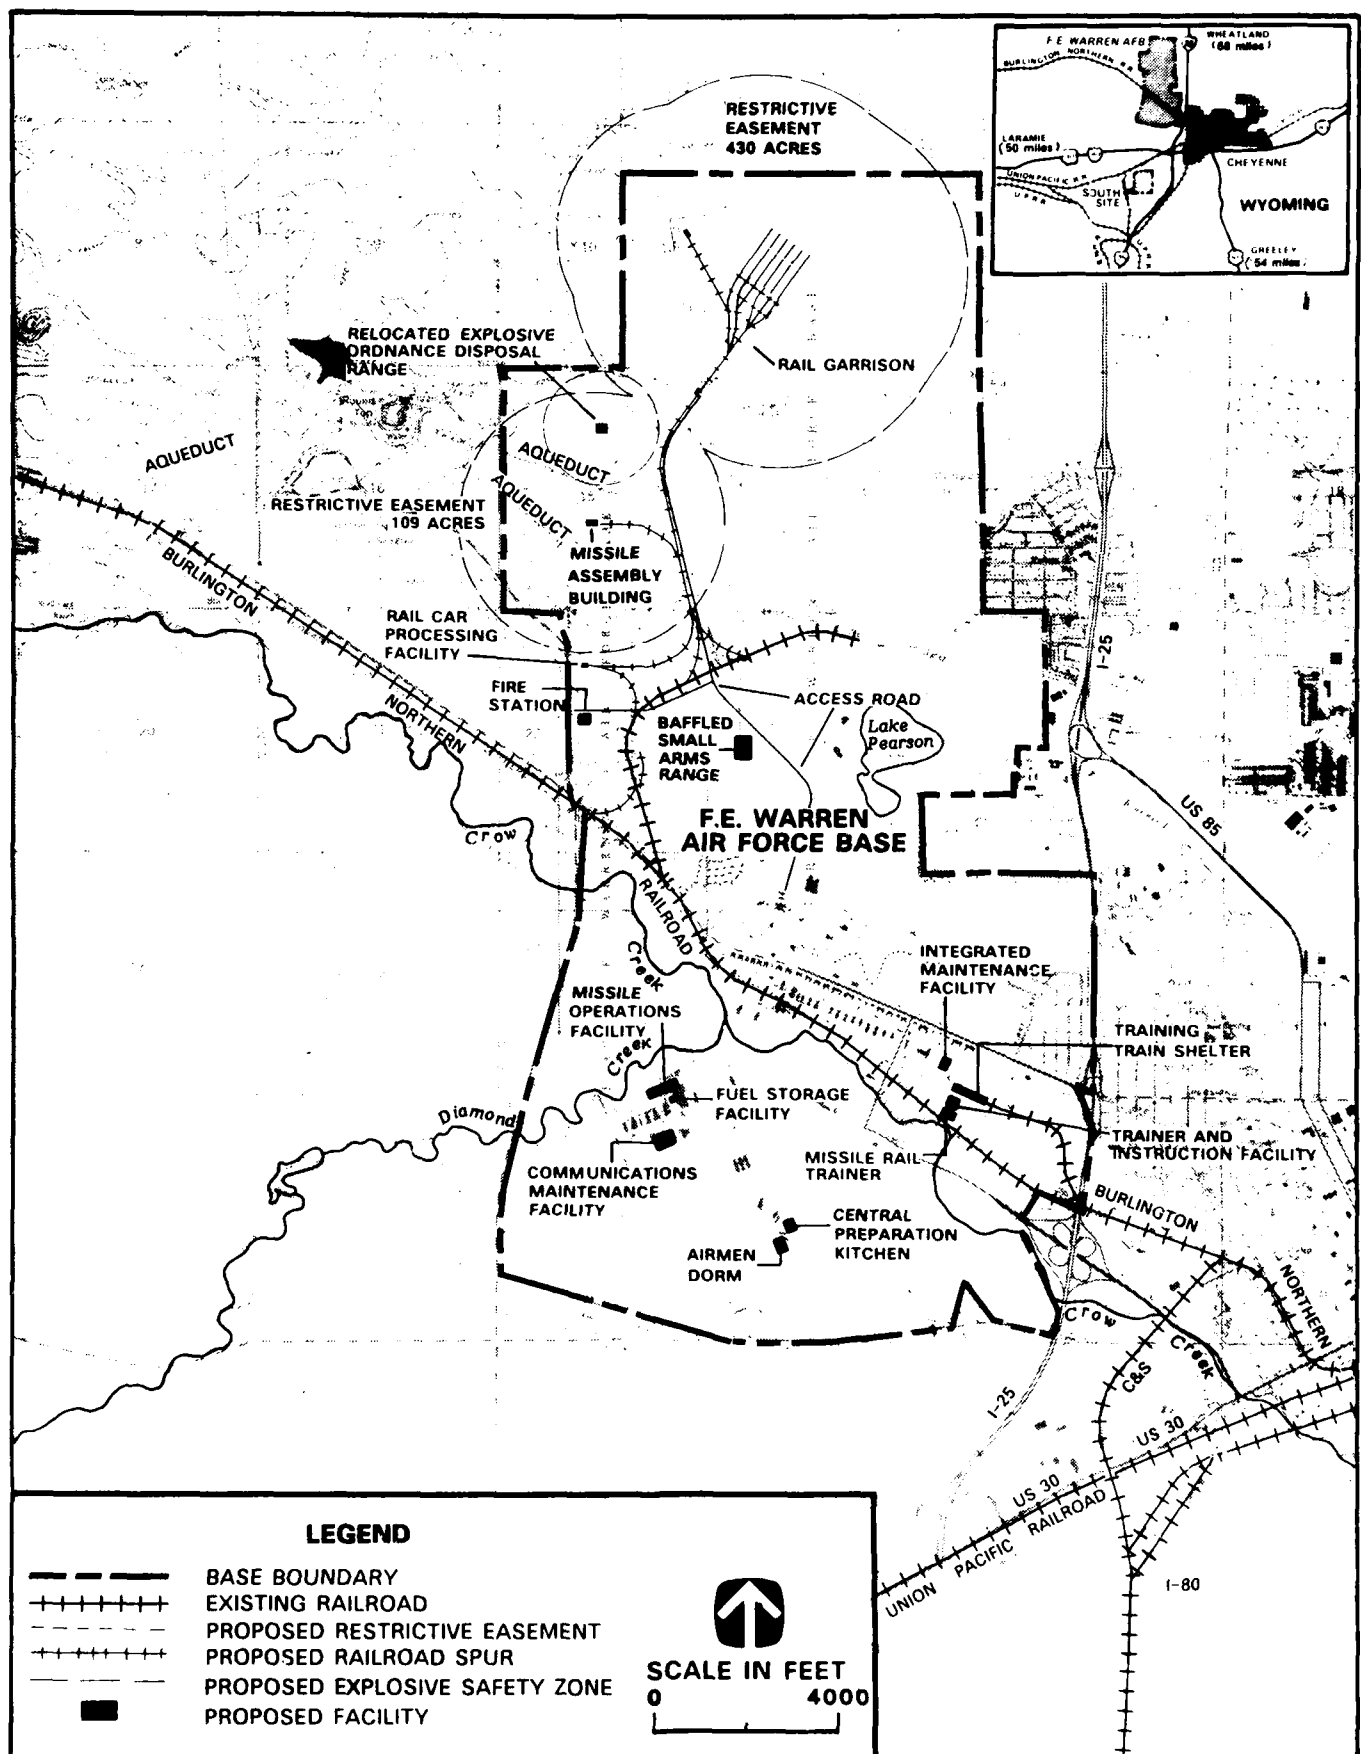 F.E. WARREN AFB
WHEATLAND
(68 miles)
BURLINGTON NORTHERN R.R.
LARAMIE
(50 miles)
CHEYENNE
UNION PACIFIC R.R.
SOUTH
SITE
U.P.R.R.
WYOMING
GREELEY
(54 miles)
RESTRICTIVE
EASEMENT
430 ACRES
RELOCATED EXPLOSIVE
ORDNANCE DISPOSAL
RANGE
RAIL GARRISON
Round
Top
AQUEDUCT
AQUEDUCT
AQUEDUCT
RESTRICTIVE EASEMENT
109 ACRES
MISSILE
ASSEMBLY
BUILDING
BURLINGTON
NORTHERN
RAILROAD
RAIL CAR
PROCESSING
FACILITY
FIRE
STATION
ACCESS ROAD
BAFFLED
SMALL
ARMS
RANGE
Lake
Pearson
I-25
US 85
F.E. WARREN
AIR FORCE BASE
Crow
Creek
INTEGRATED
MAINTENANCE
FACILITY
MISSILE
OPERATIONS
FACILITY
TRAINING
TRAIN SHELTER
Diamond
Creek
FUEL STORAGE
FACILITY
TRAINER AND
INSTRUCTION FACILITY
MISSILE RAIL
TRAINER
COMMUNICATIONS
MAINTENANCE
FACILITY
CENTRAL
PREPARATION
KITCHEN
AIRMEN
DORM
BURLINGTON
NORTHERN
Crow
Creek
C&S
I-25
US 30
US 30
UNION PACIFIC RAILROAD
I-80
LEGEND
BASE BOUNDARY
EXISTING RAILROAD
PROPOSED RESTRICTIVE EASEMENT
PROPOSED RAILROAD SPUR
PROPOSED EXPLOSIVE SAFETY ZONE
PROPOSED FACILITY
SCALE IN FEET
0 4000